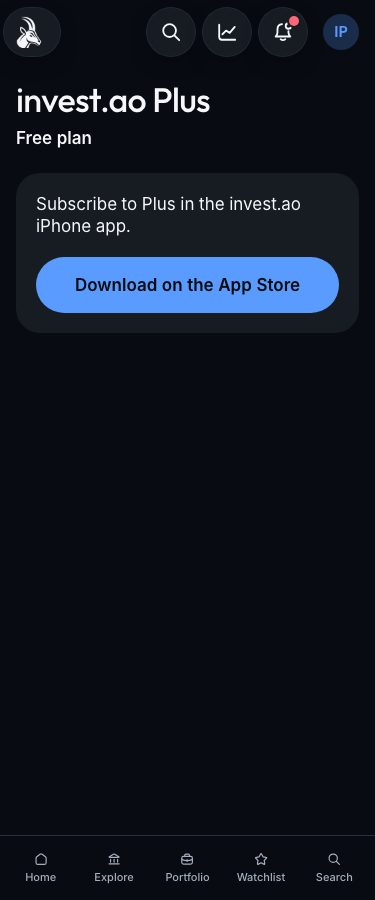 IP
invest.ao Plus
Free plan
Subscribe to Plus in the invest.ao
iPhone app.
Download on the App Store
Home
Explore
Portfolio
Watchlist
Search